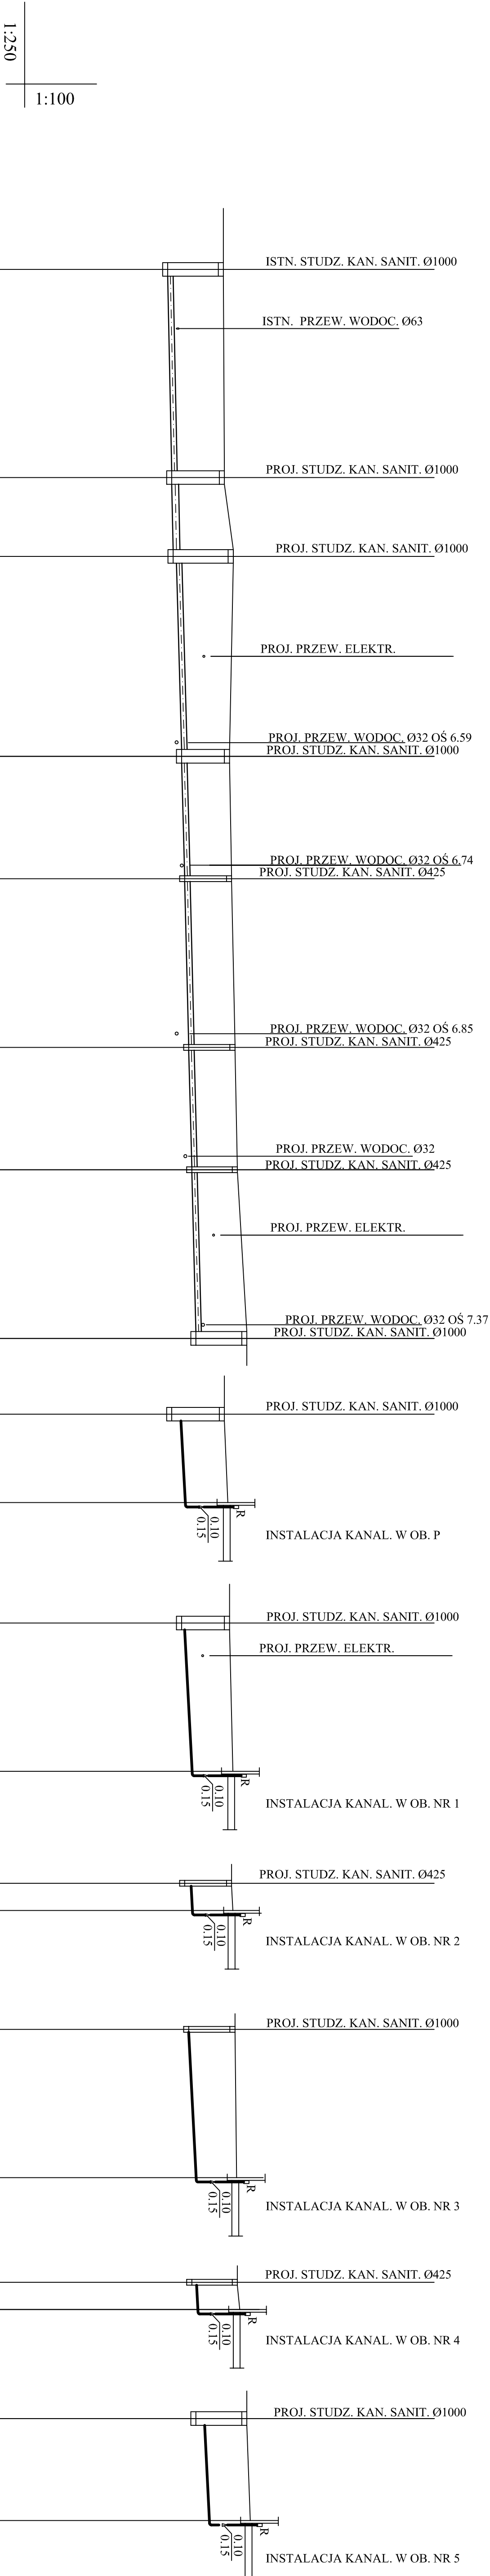 1:250
1:100
ISTN. STUDZ. KAN. SANIT. Ø1000
ISTN. PRZEW. WODOC. Ø63
PROJ. STUDZ. KAN. SANIT. Ø1000
PROJ. STUDZ. KAN. SANIT. Ø1000
PROJ. PRZEW. ELEKTR.
PROJ. PRZEW. WODOC. Ø32 OŚ 6.59
PROJ. STUDZ. KAN. SANIT. Ø1000
PROJ. PRZEW. WODOC. Ø32 OŚ 6.74
PROJ. STUDZ. KAN. SANIT. Ø425
PROJ. PRZEW. WODOC. Ø32 OŚ 6.85
PROJ. STUDZ. KAN. SANIT. Ø425
PROJ. PRZEW. WODOC. Ø32
PROJ. STUDZ. KAN. SANIT. Ø425
PROJ. PRZEW. ELEKTR.
PROJ. PRZEW. WODOC. Ø32 OŚ 7.37
PROJ. STUDZ. KAN. SANIT. Ø1000
PROJ. STUDZ. KAN. SANIT. Ø1000
R
0.10
0.15
INSTALACJA KANAL. W OB. P
PROJ. STUDZ. KAN. SANIT. Ø1000
PROJ. PRZEW. ELEKTR.
R
0.10
0.15
INSTALACJA KANAL. W OB. NR 1
PROJ. STUDZ. KAN. SANIT. Ø425
R
0.10
0.15
INSTALACJA KANAL. W OB. NR 2
PROJ. STUDZ. KAN. SANIT. Ø1000
R
0.10
0.15
INSTALACJA KANAL. W OB. NR 3
PROJ. STUDZ. KAN. SANIT. Ø425
R
0.10
0.15
INSTALACJA KANAL. W OB. NR 4
PROJ. STUDZ. KAN. SANIT. Ø1000
R
0.10
0.15
INSTALACJA KANAL. W OB. NR 5